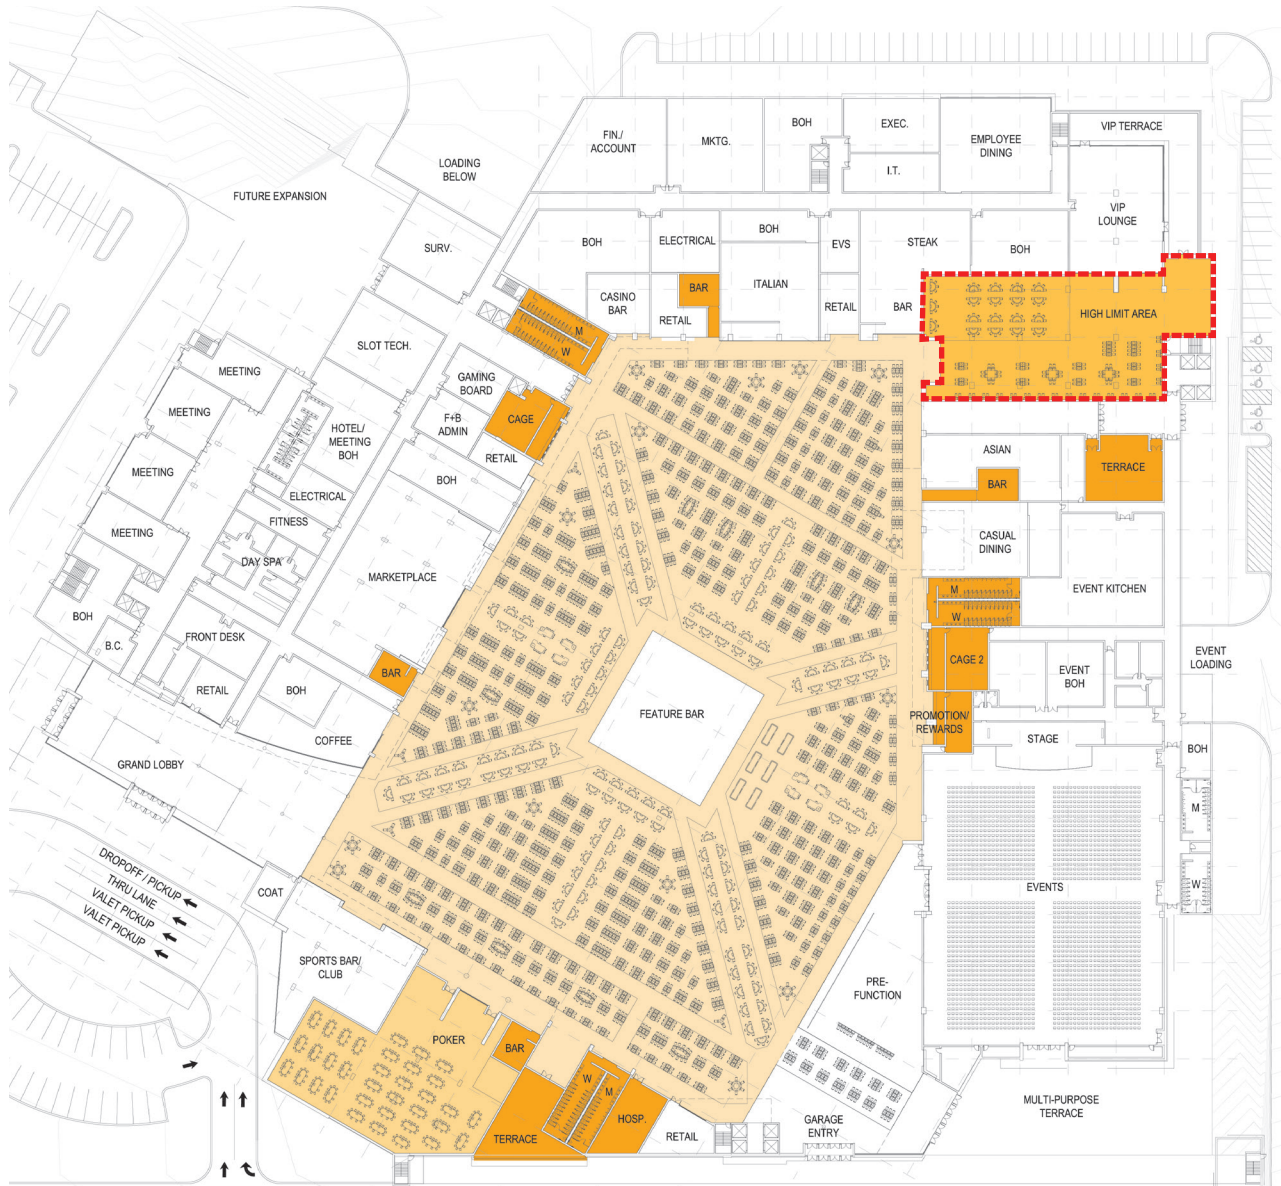 VIP TERRACE
FIN./
ACCOUNT
MKTG.
BOH
EXEC.
I.T.
EMPLOYEE
DINING
LOADING
BELOW
FUTURE EXPANSION
VIP
LOUNGE
SURV.
BOH
ELECTRICAL
BOH
EVS
STEAK
BOH
BAR
ITALIAN
CASINO
BAR
RETAIL
RETAIL
BAR
HIGH LIMIT AREA
M
W
SLOT TECH.
MEETING
GAMING
BOARD
MEETING
CAGE
F+B
ADMIN
HOTEL/
MEETING
BOH
RETAIL
ASIAN
TERRACE
MEETING
BOH
BAR
ELECTRICAL
FITNESS
MEETING
CASUAL
DINING
DAY SPA
MARKETPLACE
M
EVENT KITCHEN
BOH
W
FRONT DESK
B.C.
CAGE 2
EVENT
LOADING
BAR
EVENT
BOH
RETAIL
BOH
FEATURE BAR
PROMOTION/
REWARDS
STAGE
COFFEE
BOH
GRAND LOBBY
M
DROPOFF / PICKUP
THRU LANE
VALET PICKUP
VALET PICKUP
COAT
EVENTS
W
SPORTS BAR/
CLUB
PRE-
FUNCTION
POKER
BAR
W
M
HOSP.
TERRACE
RETAIL
GARAGE
ENTRY
MULTI-PURPOSE
TERRACE